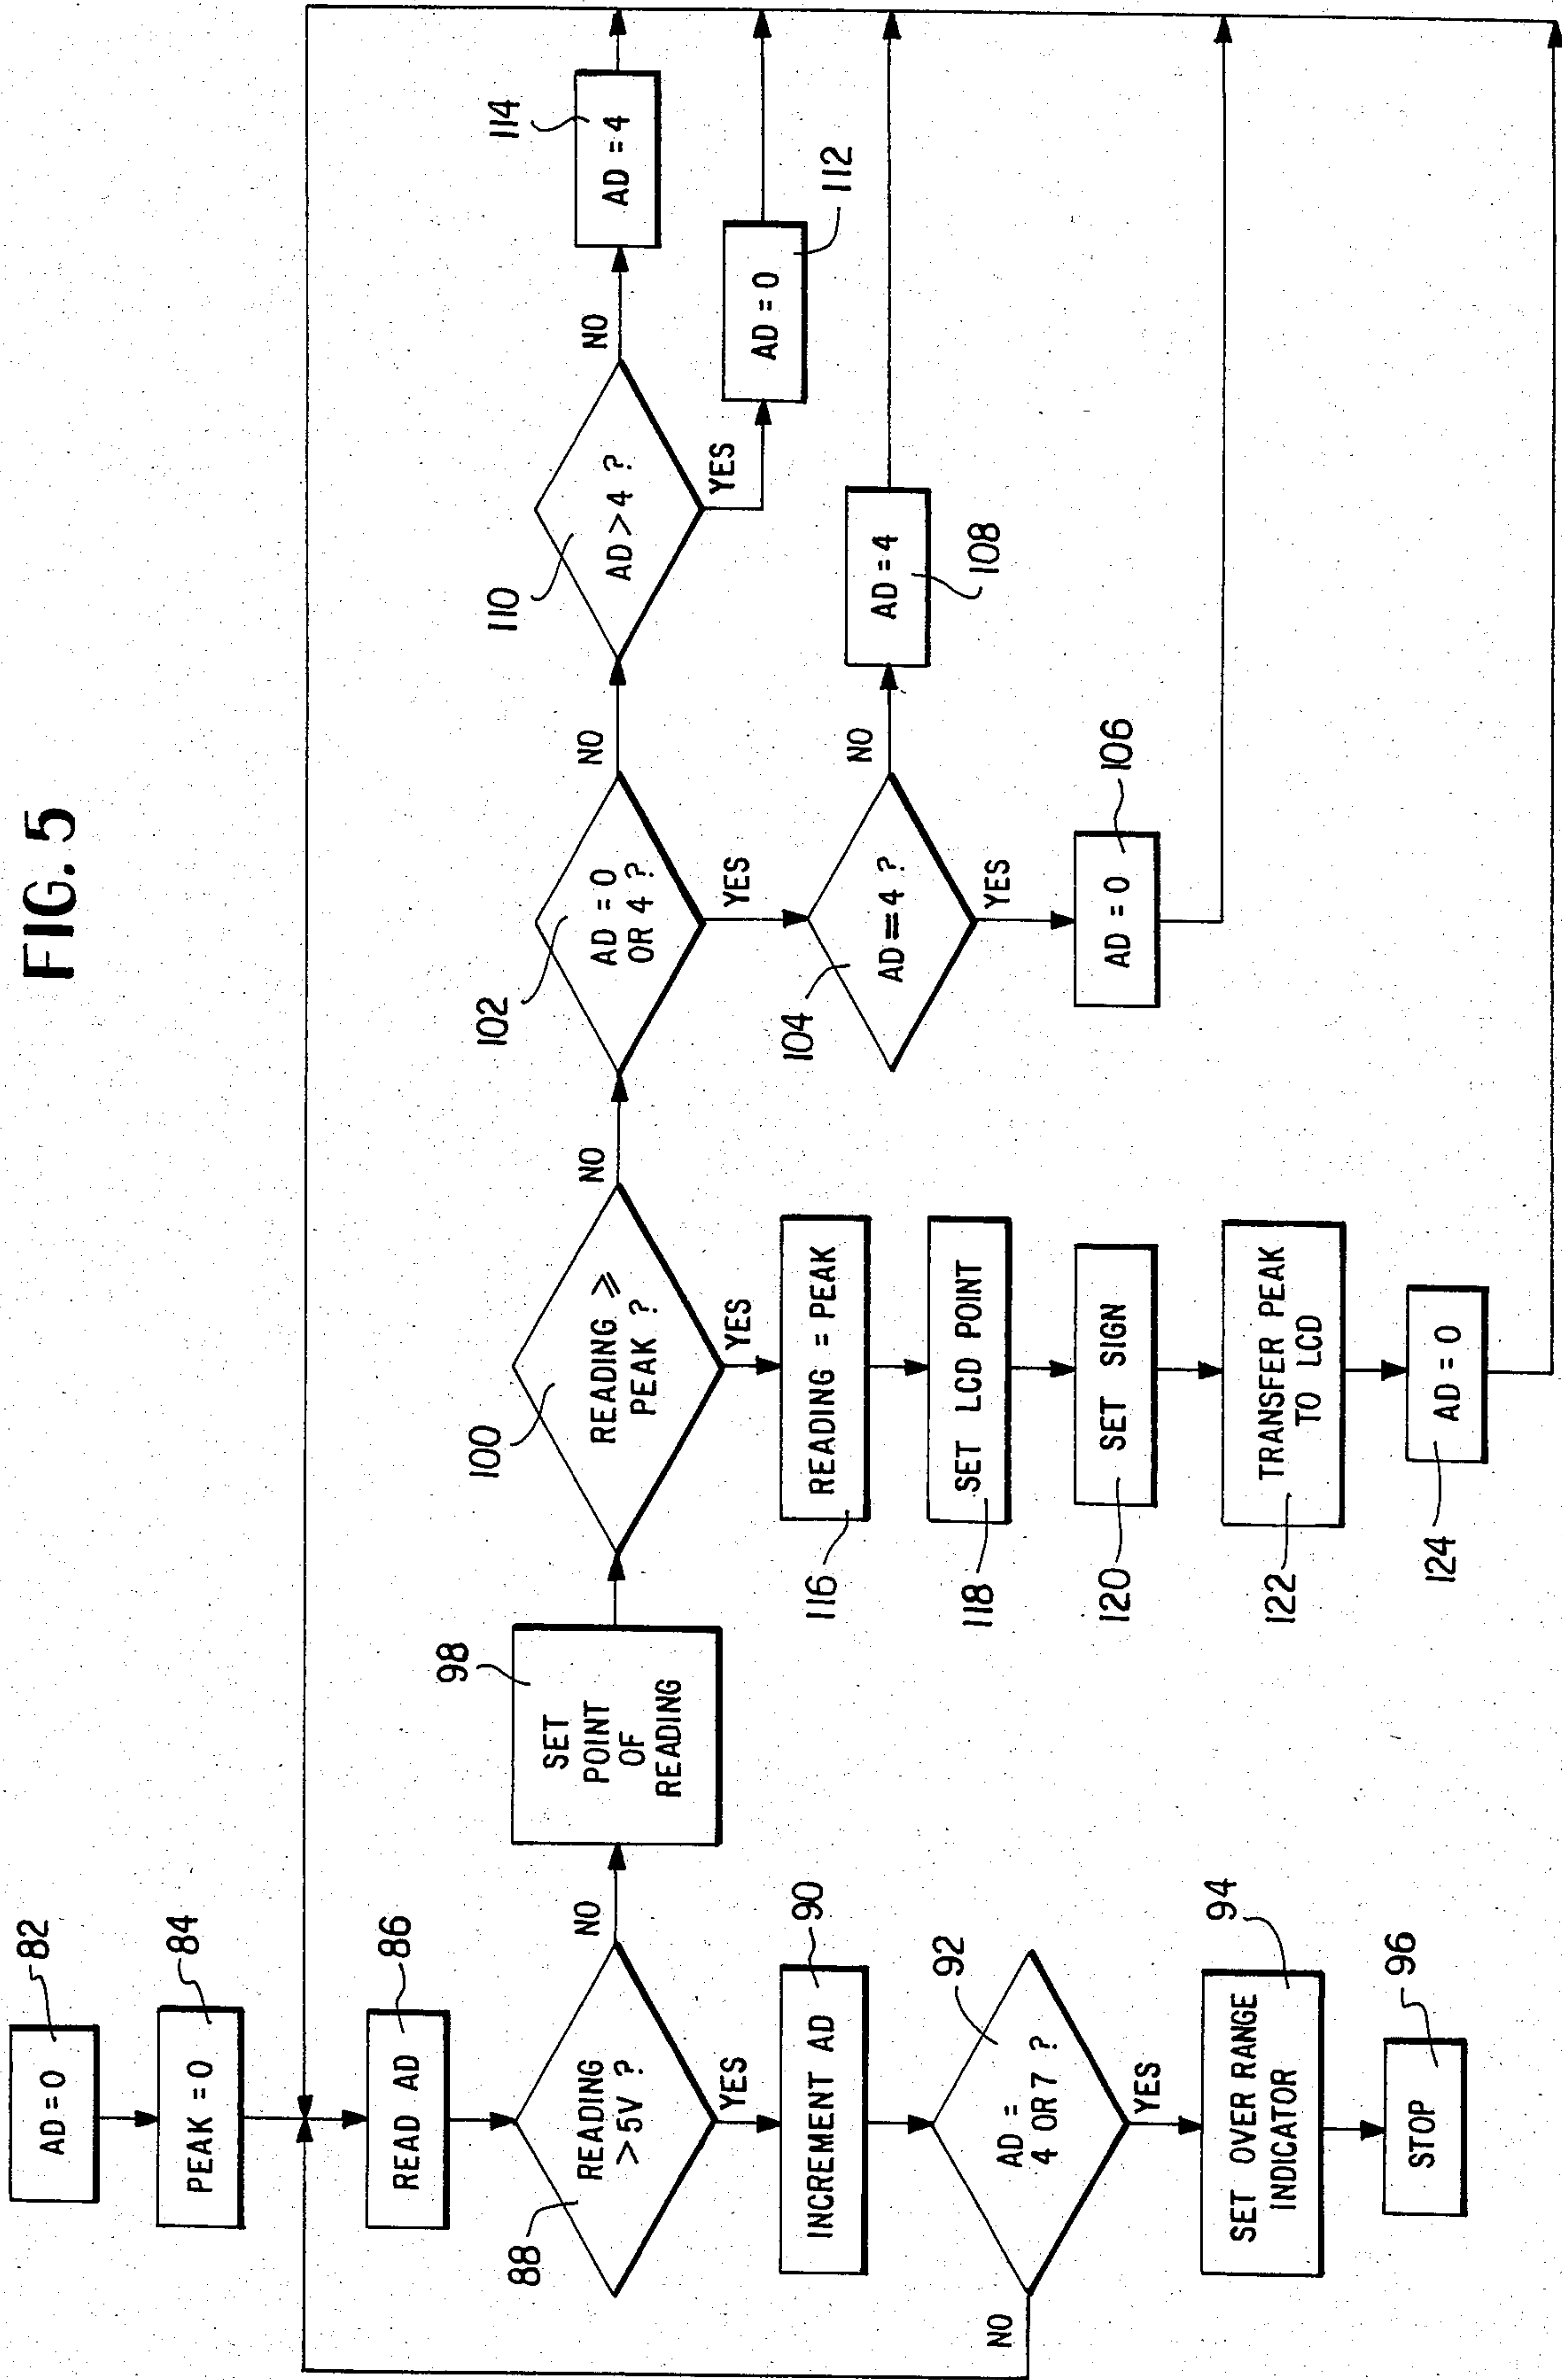 FIG. 5
82
AD = 0
84
PEAK = 0
86
READ AD
88
READING
> 5V ?
NO
YES
90
INCREMENT AD
92
AD =
4 OR 7 ?
NO
YES
94
SET OVER RANGE
INDICATOR
96
STOP
98
SET
POINT
OF
READING
100
READING ≥
PEAK ?
NO
YES
116
READING = PEAK
118
SET LCD POINT
120
SET SIGN
122
TRANSFER PEAK
TO LCD
124
AD = 0
102
AD = 0
OR 4 ?
NO
YES
104
AD = 4 ?
NO
YES
106
AD = 0
108
AD = 4
110
AD > 4 ?
NO
YES
112
AD = 0
114
AD = 4